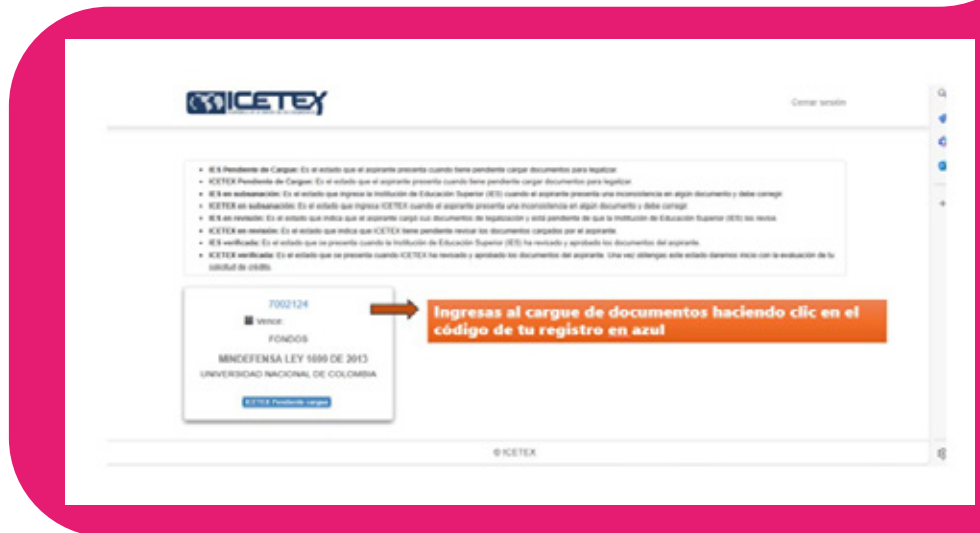 ICETEX
Cerrar sesión
• IES Pendiente de Cargue: Es el estado que el aspirante presenta cuando tiene pendiente cargar documentos para legalizar.
• ICETEX Pendiente de Cargue: Es el estado que el aspirante presenta cuando tiene pendiente cargar documentos para legalizar.
• IES en subsanación: Es el estado que ingresa la Institución de Educación Superior (IES) cuando el aspirante presenta una inconsistencia en algún documento y debe corregir.
• ICETEX en subsanación: Es el estado que ingresa ICETEX cuando el aspirante presenta una inconsistencia en algún documento y debe corregir.
• IES en revisión: Es el estado que indica que el aspirante cargó sus documentos de legalización y está pendiente de que la Institución de Educación Superior (IES) los revise.
• ICETEX en revisión: Es el estado que indica que ICETEX tiene pendiente revisar los documentos cargados por el aspirante.
• IES verificada: Es el estado que se presenta cuando la Institución de Educación Superior (IES) ha revisado y aprobado los documentos del aspirante.
• ICETEX verificada: Es el estado que se presenta cuando ICETEX ha revisado y aprobado los documentos del aspirante. Una vez obtengas este estado daremos inicio con la evaluación de tu
solicitud de crédito.
7002124
Vence:
FONDOS
MINDEFENSA LEY 1699 DE 2013
UNIVERSIDAD NACIONAL DE COLOMBIA
ICETEX Pendiente cargue
Ingresas al cargue de documentos haciendo clic en el
código de tu registro en azul
© ICETEX